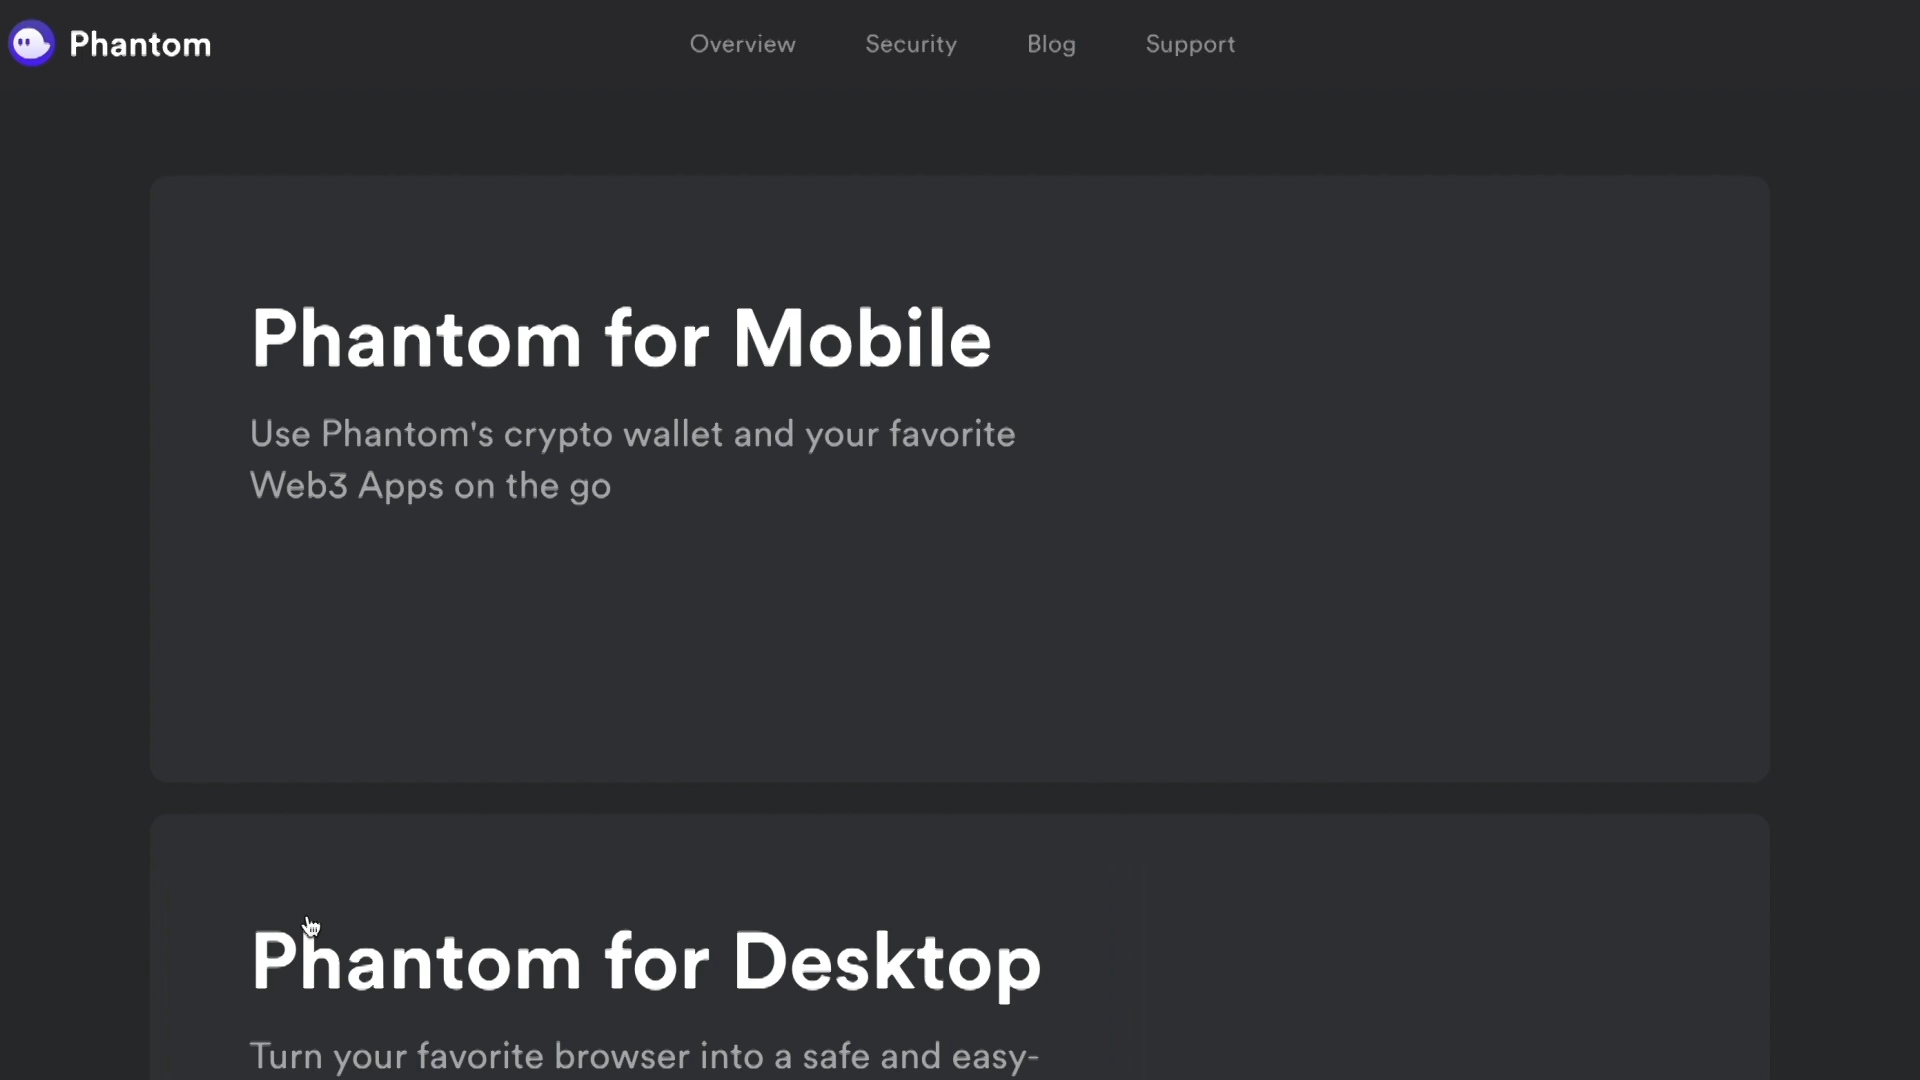 Phantom
Overview Security Blog Support
Phantom for Mobile
Use Phantom's crypto wallet and your favorite
Web3 Apps on the go
Phantom for Desktop
Turn your favorite browser into a safe and easy-